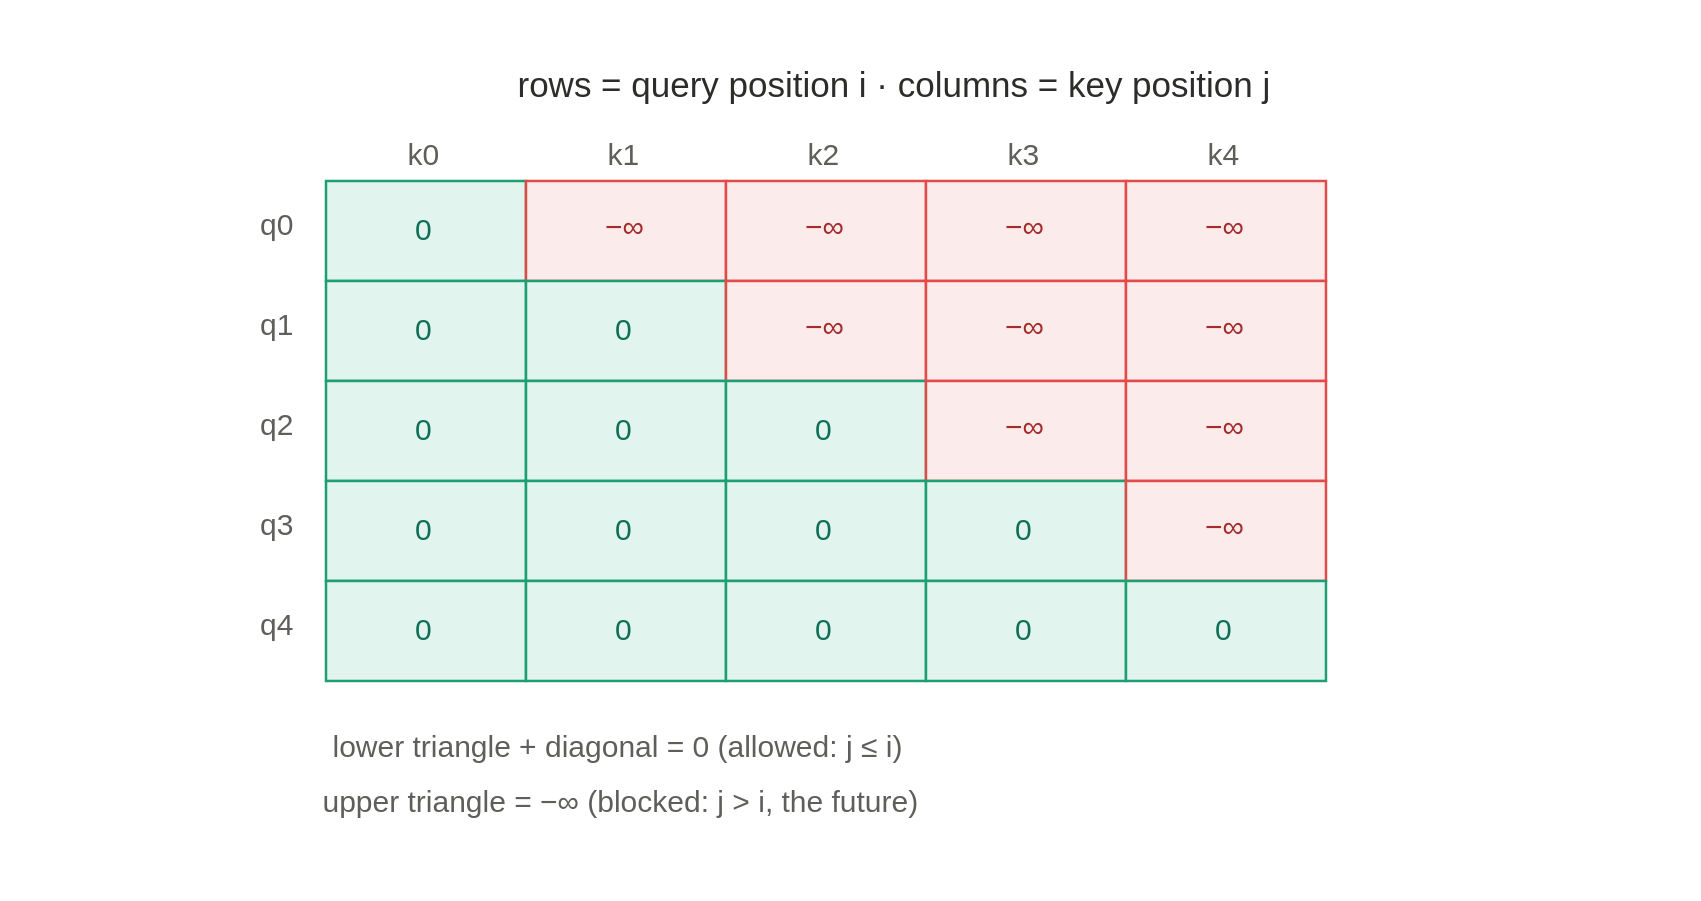 rows = query position i · columns = key position j
k0 k1 k2 k3 k4
q0 0 −∞ −∞ −∞ −∞
q1 0 0 −∞ −∞ −∞
q2 0 0 0 −∞ −∞
q3 0 0 0 0 −∞
q4 0 0 0 0 0
lower triangle + diagonal = 0 (allowed: j ≤ i)
upper triangle = −∞ (blocked: j > i, the future)